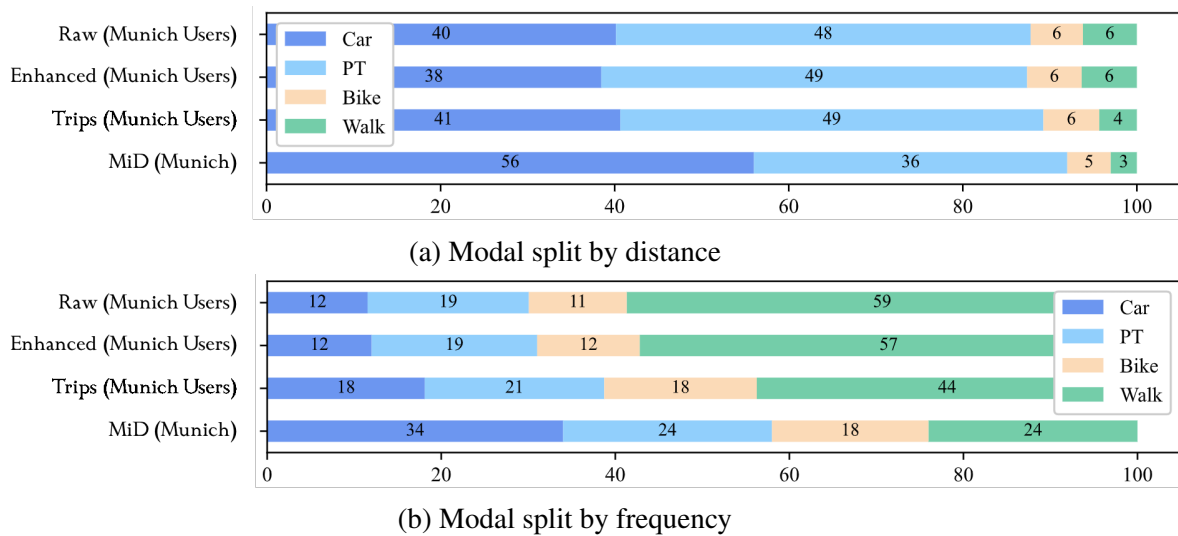 Raw (Munich Users) 40 48 6 6
Enhanced (Munich Users) 38 49 6 6
Trips (Munich Users) 41 49 6 4
MiD (Munich) 56 36 5 3
Car
PT
Bike
Walk
0 20 40 60 80 100
(a) Modal split by distance
Raw (Munich Users) 12 19 11 59
Enhanced (Munich Users) 12 19 12 57
Trips (Munich Users) 18 21 18 44
MiD (Munich) 34 24 18 24
Car
PT
Bike
Walk
0 20 40 60 80 100
(b) Modal split by frequency